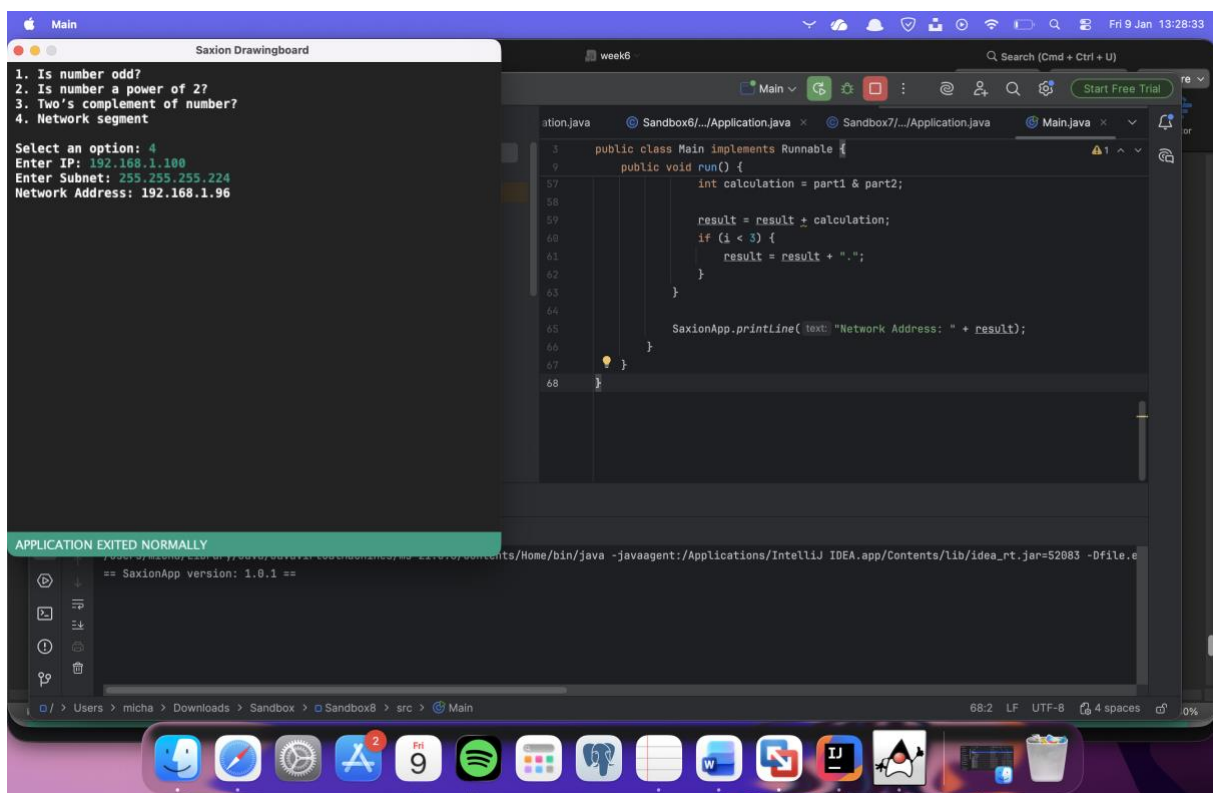 Main
Fri 9 Jan 13:28:33
Saxion Drawingboard
1. Is number odd?
2. Is number a power of 2?
3. Two's complement of number?
4. Network segment
Select an option: 4
Enter IP: 192.168.1.100
Enter Subnet: 255.255.255.224
Network Address: 192.168.1.96
APPLICATION EXITED NORMALLY
week6
Search (Cmd + Ctrl + U)
Main
Start Free Trial
re
ation.java
Sandbox6/.../Application.java
Sandbox7/.../Application.java
Main.java
1
3 public class Main implements Runnable {
9 public void run() {
57 int calculation = part1 & part2;
58
59 result = result + calculation;
60 if (i < 3) {
61 result = result + ".";
62 }
63 }
64
65 SaxionApp.printLine( text: "Network Address: " + result);
66 }
67 }
68 }
ents/Home/bin/java -javaagent:/Applications/IntelliJ IDEA.app/Contents/lib/idea_rt.jar=52083 -Dfile.e
== SaxionApp version: 1.0.1 ==
/ > Users > micha > Downloads > Sandbox > Sandbox8 > src > Main
68:2 LF UTF-8 4 spaces
0%
2
Fri
9
W
IJ